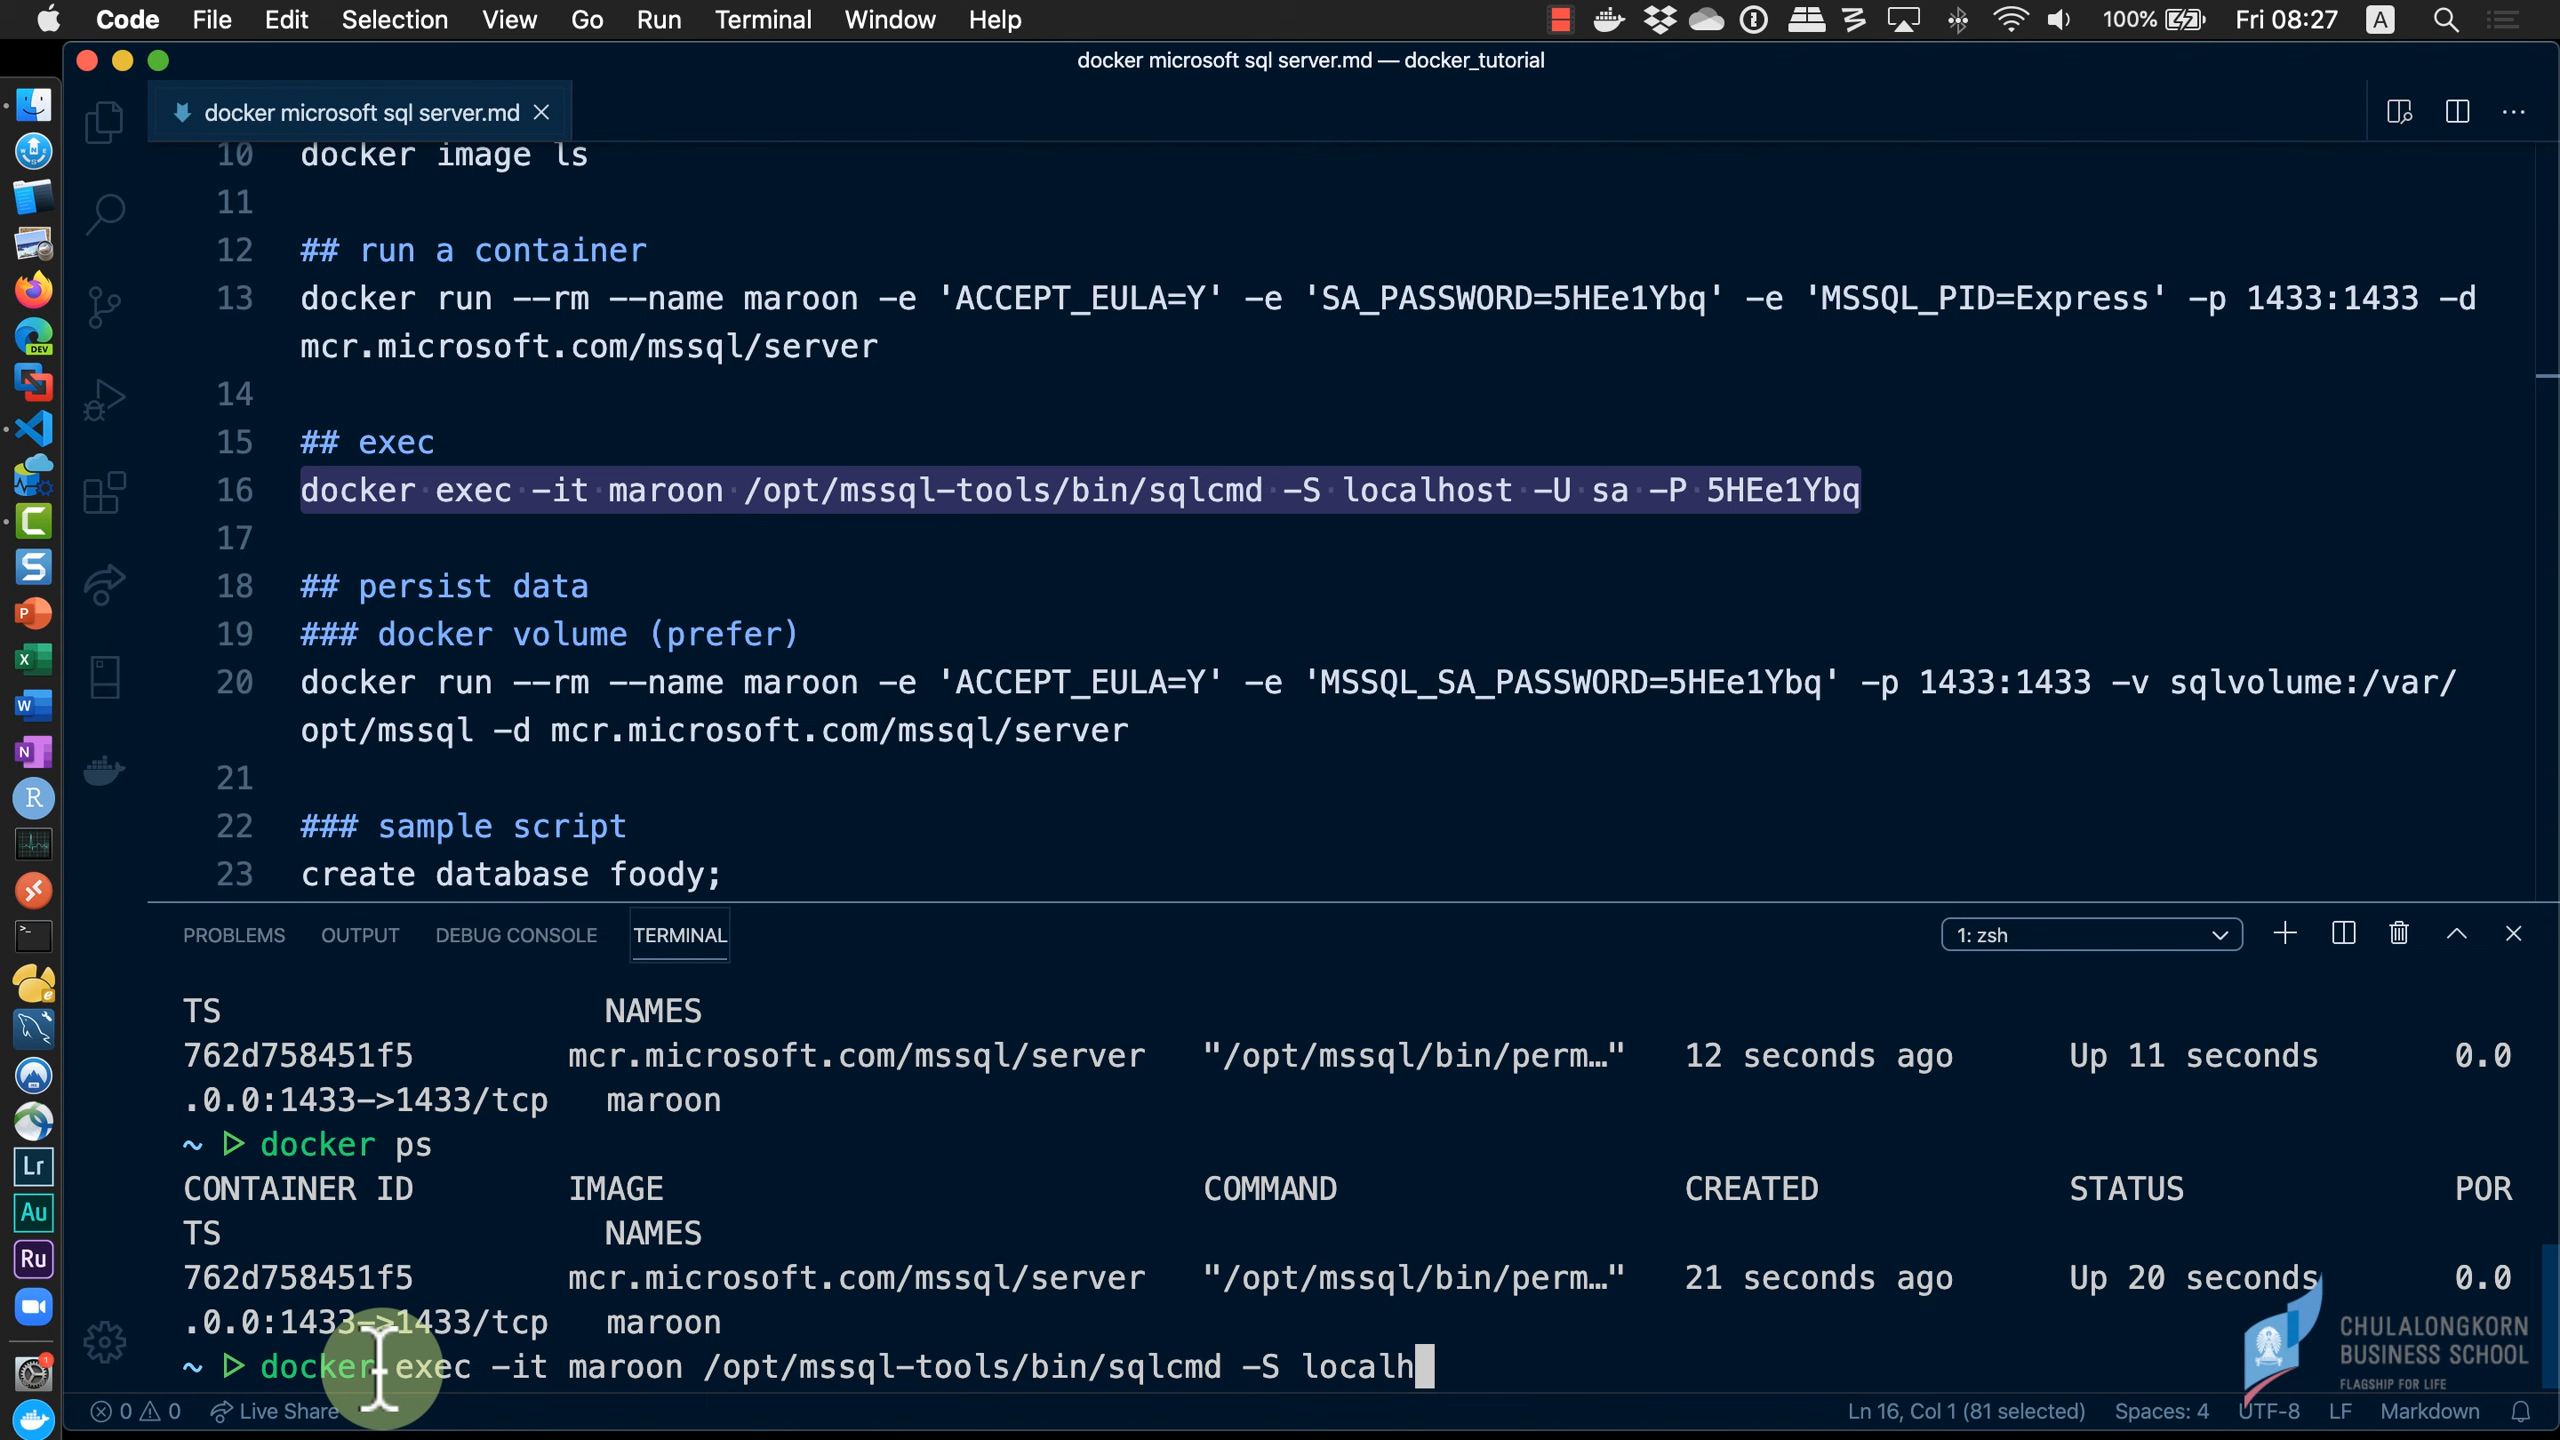 Code File Edit Selection View Go Run Terminal Window Help 100% Fri 08:27 A
docker microsoft sql server.md — docker_tutorial
docker microsoft sql server.md
10 docker image ls
11
12 ## run a container
13 docker run --rm --name maroon -e 'ACCEPT_EULA=Y' -e 'SA_PASSWORD=5HEe1Ybq' -e 'MSSQL_PID=Express' -p 1433:1433 -d
mcr.microsoft.com/mssql/server
14
15 ## exec
16 docker exec -it maroon /opt/mssql-tools/bin/sqlcmd -S localhost -U sa -P 5HEe1Ybq
17
18 ## persist data
19 ### docker volume (prefer)
20 docker run --rm --name maroon -e 'ACCEPT_EULA=Y' -e 'MSSQL_SA_PASSWORD=5HEe1Ybq' -p 1433:1433 -v sqlvolume:/var/
opt/mssql -d mcr.microsoft.com/mssql/server
21
22 ### sample script
23 create database foody;
PROBLEMS OUTPUT DEBUG CONSOLE TERMINAL 1: zsh
TS NAMES
762d758451f5 mcr.microsoft.com/mssql/server "/opt/mssql/bin/perm…" 12 seconds ago Up 11 seconds 0.0
.0.0:1433->1433/tcp maroon
~ ▷ docker ps
CONTAINER ID IMAGE COMMAND CREATED STATUS POR
TS NAMES
762d758451f5 mcr.microsoft.com/mssql/server "/opt/mssql/bin/perm…" 21 seconds ago Up 20 seconds 0.0
.0.0:1433->1433/tcp maroon
~ ▷ docker exec -it maroon /opt/mssql-tools/bin/sqlcmd -S localh
CHULALONGKORN
BUSINESS SCHOOL
FLAGSHIP FOR LIFE
0 0 Live Share Ln 16, Col 1 (81 selected) Spaces: 4 UTF-8 LF Markdown
DEV
P
X
W
N
R
Lr
Au
Ru
1